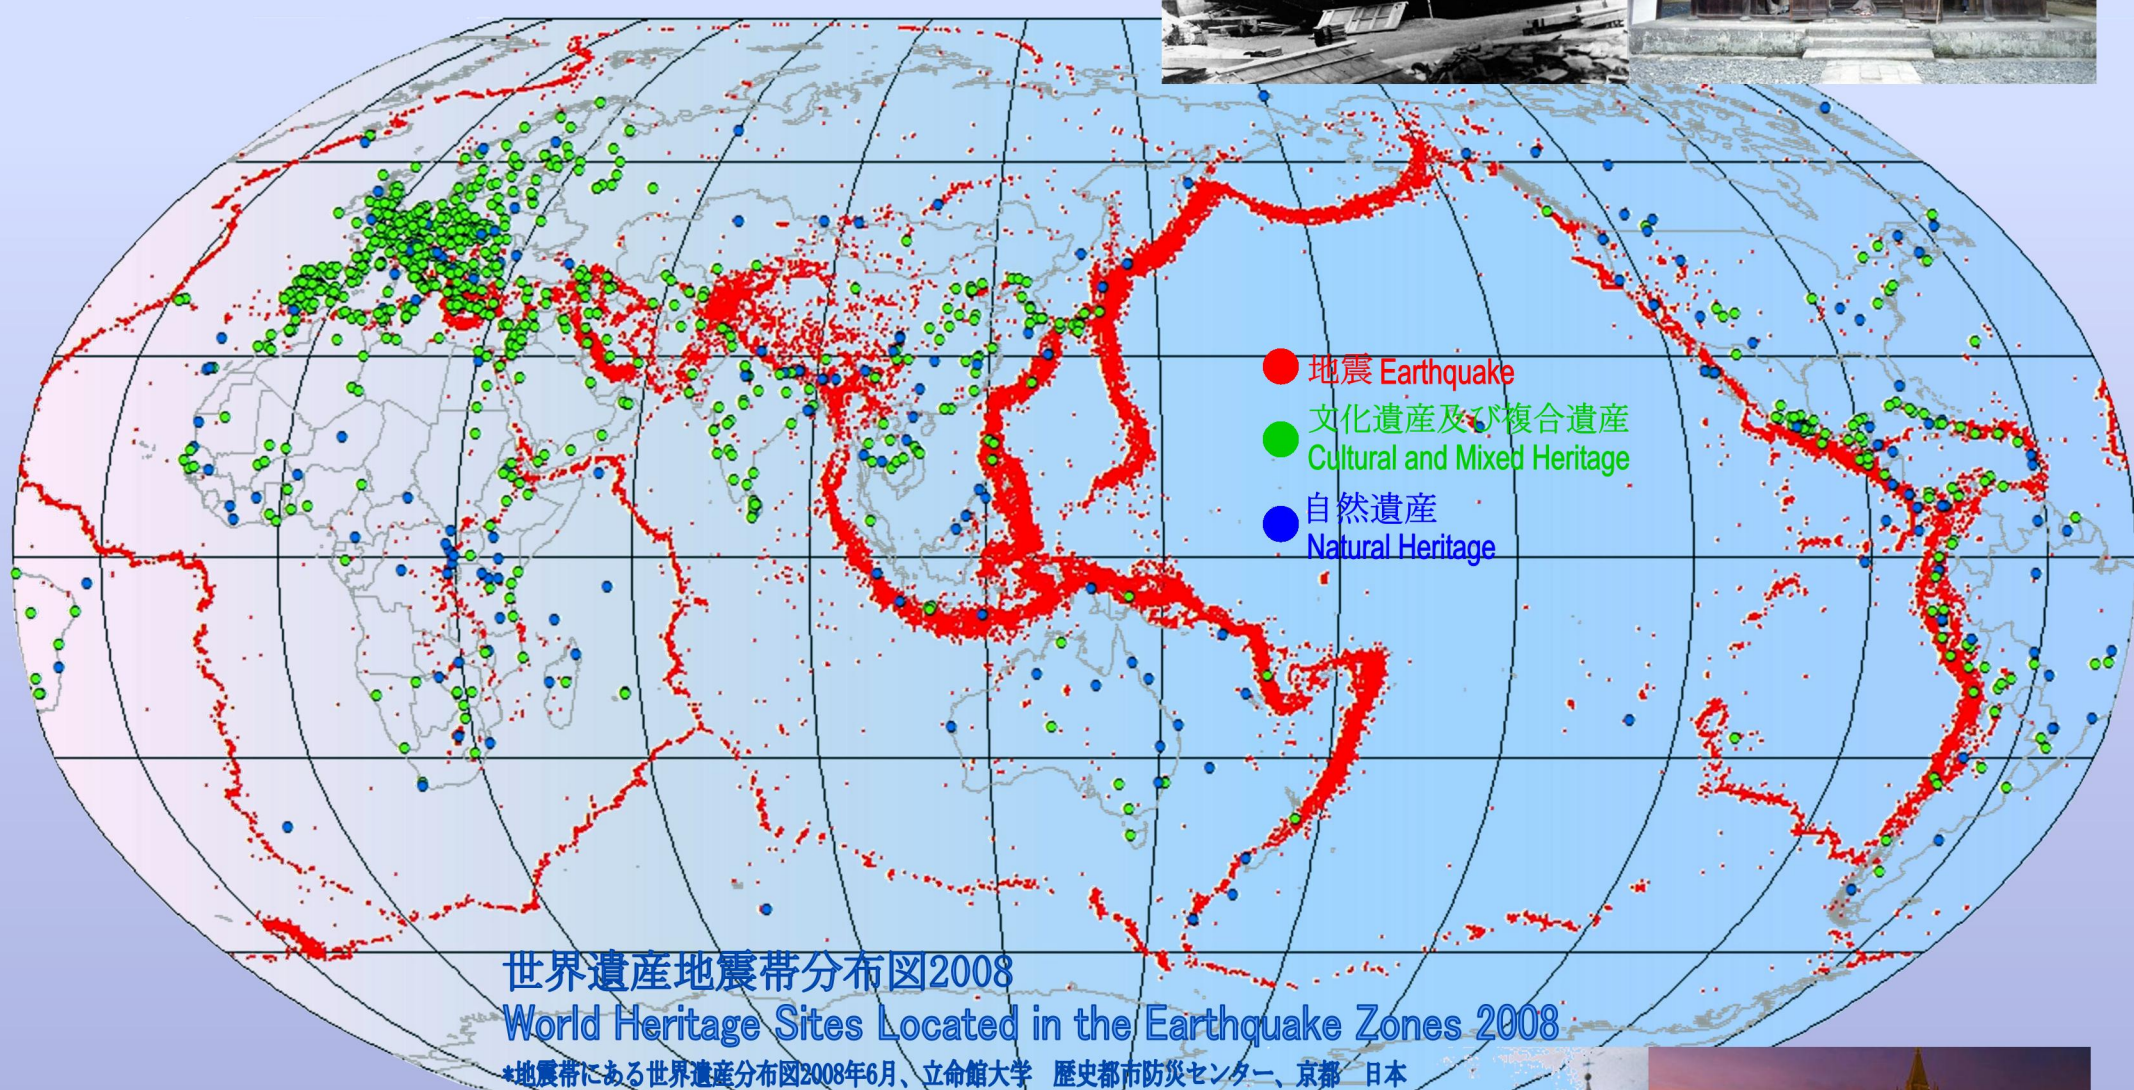 地震 Earthquake
文化遺産及び複合遺産
Cultural and Mixed Heritage
自然遺産
Natural Heritage
世界遺産地震帯分布図2008
World Heritage Sites Located in the Earthquake Zones 2008
*地震帯にある世界遺産分布図2008年6月、立命館大学　歴史都市防災センター、京都　日本